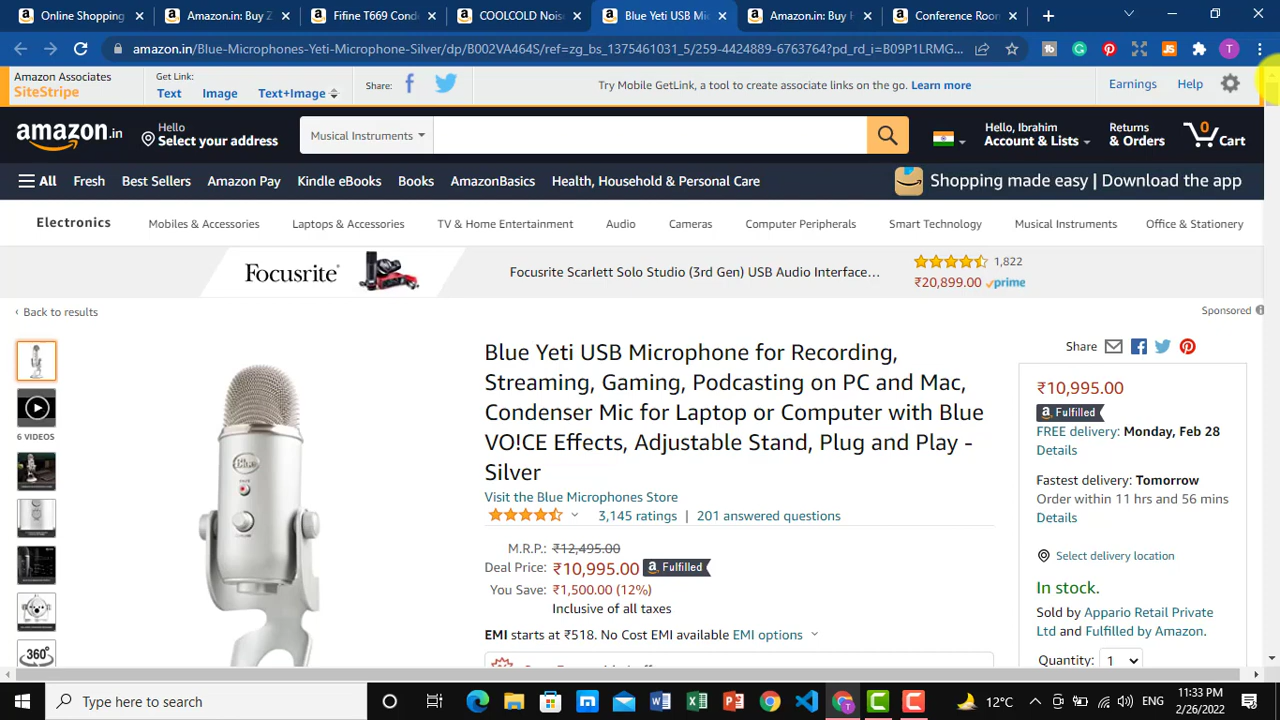 Online Shopping
Amazon.in: Buy Z
Fifine T669 Cond
COOLCOLD Nois
Blue Yeti USB Mic
Amazon.in: Buy
Conference Roon
amazon.in/Blue-Microphones-Yeti-Microphone-Silver/dp/B002VA464S/ref=zg_bs_1375461031_5/259-4424889-6763764?pd_rd_i=B09P1LRMG...
Amazon Associates
SiteStripe
Get Link:
Text Image Text+Image
Share:
Try Mobile GetLink, a tool to create associate links on the go. Learn more
Earnings Help
amazon.in
Hello
Select your address
Musical Instruments
Hello, Ibrahim
Account & Lists
Returns
& Orders
0
Cart
All Fresh Best Sellers Amazon Pay Kindle eBooks Books AmazonBasics Health, Household & Personal Care
Shopping made easy | Download the app
Electronics Mobiles & Accessories Laptops & Accessories TV & Home Entertainment Audio Cameras Computer Peripherals Smart Technology Musical Instruments Office & Stationery
Focusrite
Focusrite Scarlett Solo Studio (3rd Gen) USB Audio Interface…
1,822
₹20,899.00 prime
‹ Back to results
Sponsored
6 VIDEOS
360°
Blue Yeti USB Microphone for Recording,
Streaming, Gaming, Podcasting on PC and Mac,
Condenser Mic for Laptop or Computer with Blue
VO!CE Effects, Adjustable Stand, Plug and Play -
Silver
Visit the Blue Microphones Store
3,145 ratings | 201 answered questions
M.R.P.: ₹12,495.00
Deal Price: ₹10,995.00 Fulfilled
You Save: ₹1,500.00 (12%)
Inclusive of all taxes
EMI starts at ₹518. No Cost EMI available EMI options
Share
₹10,995.00
Fulfilled
FREE delivery: Monday, Feb 28
Details
Fastest delivery: Tomorrow
Order within 11 hrs and 56 mins
Details
Select delivery location
In stock.
Sold by Appario Retail Private
Ltd and Fulfilled by Amazon.
Quantity: 1
Type here to search
12°C
ENG
11:33 PM
2/26/2022